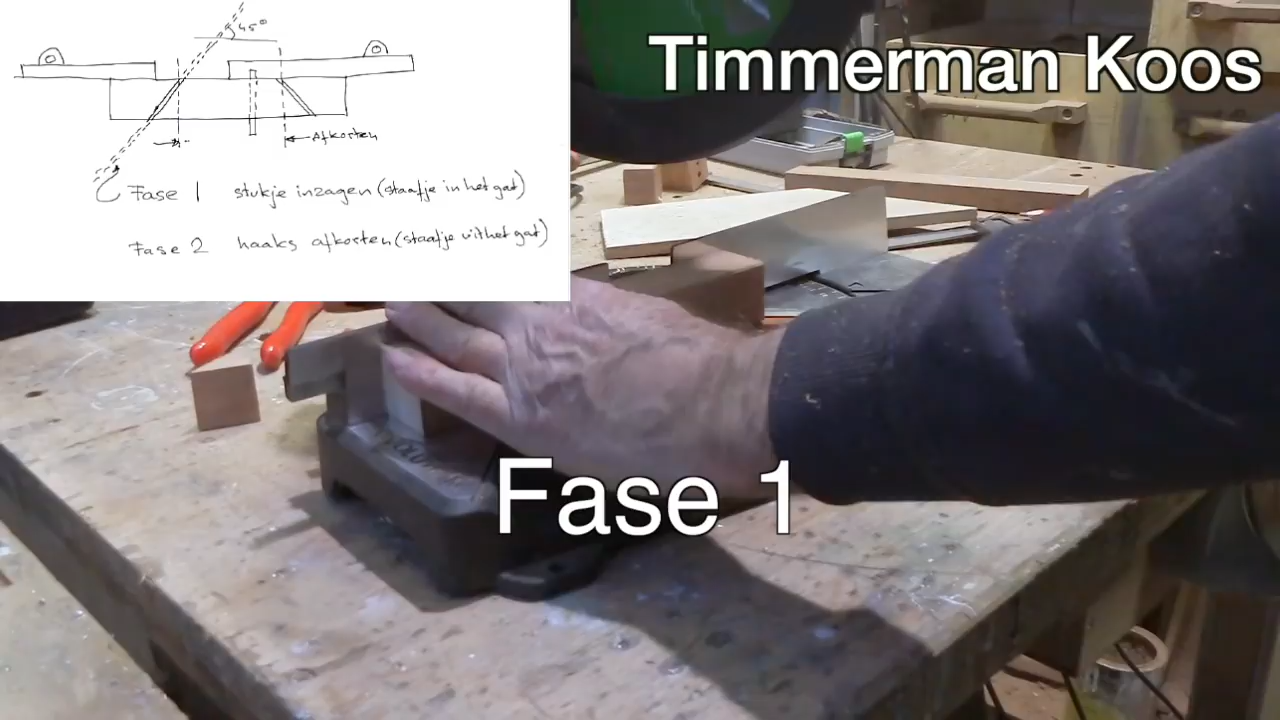 45°
Timmerman Koos
Afkorten
Fase 1 stukje inzagen (staafje in het gat)
Fase 2 haaks afkorten (staafje uit het gat)
Fase 1